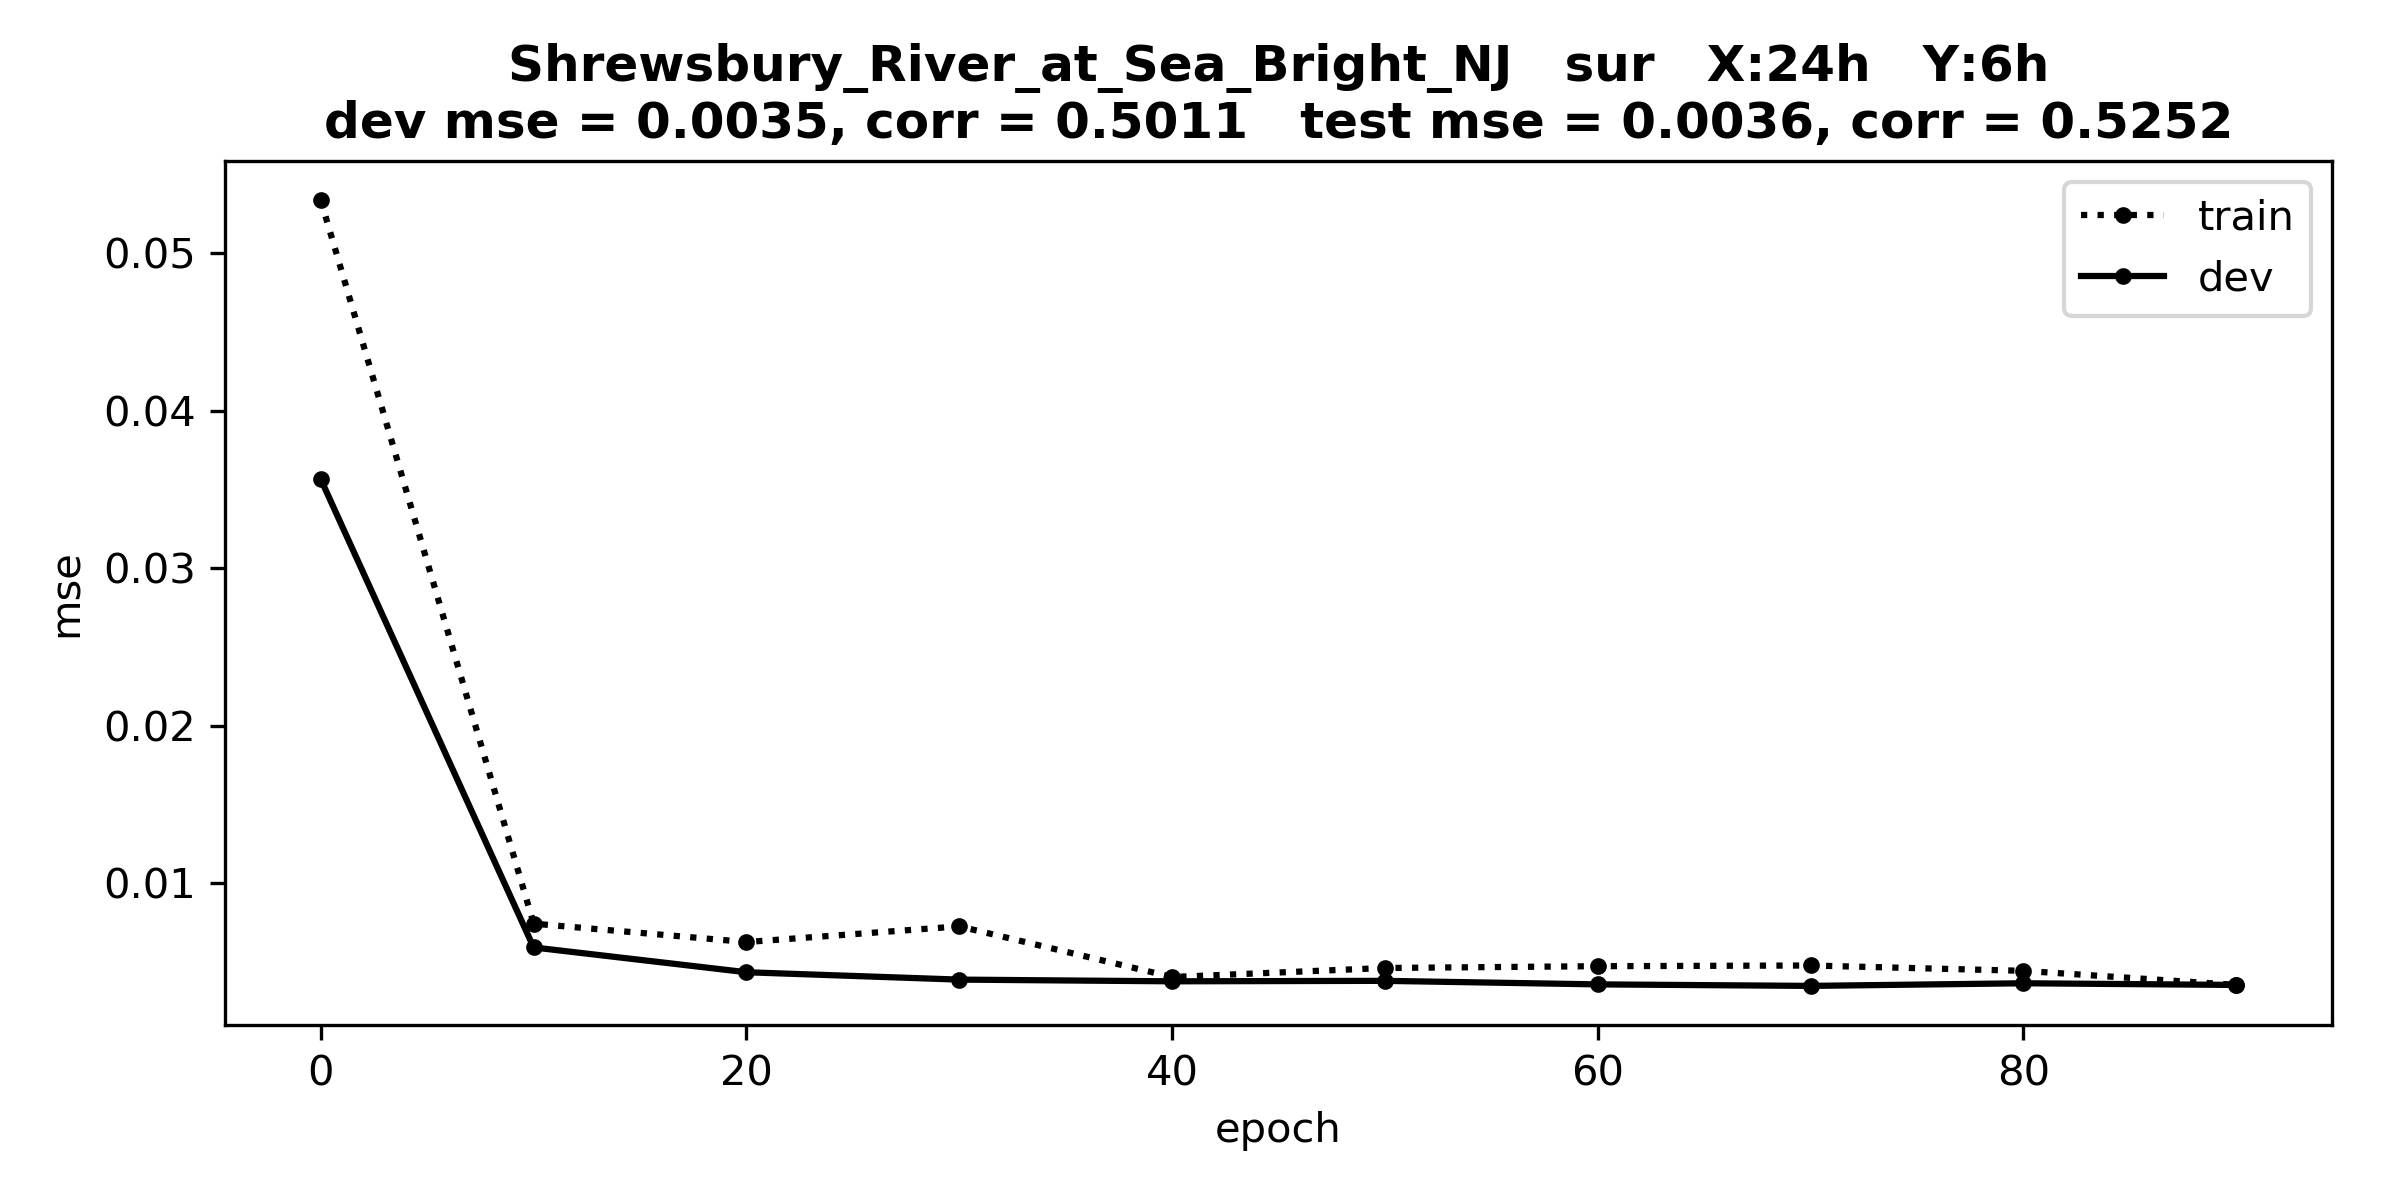 Shrewsbury_River_at_Sea_Bright_NJ   sur   X:24h   Y:6h
dev mse = 0.0035, corr = 0.5011   test mse = 0.0036, corr = 0.5252
train
dev
0.05
0.04
0.03
0.02
0.01
mse
0 20 40 60 80
epoch